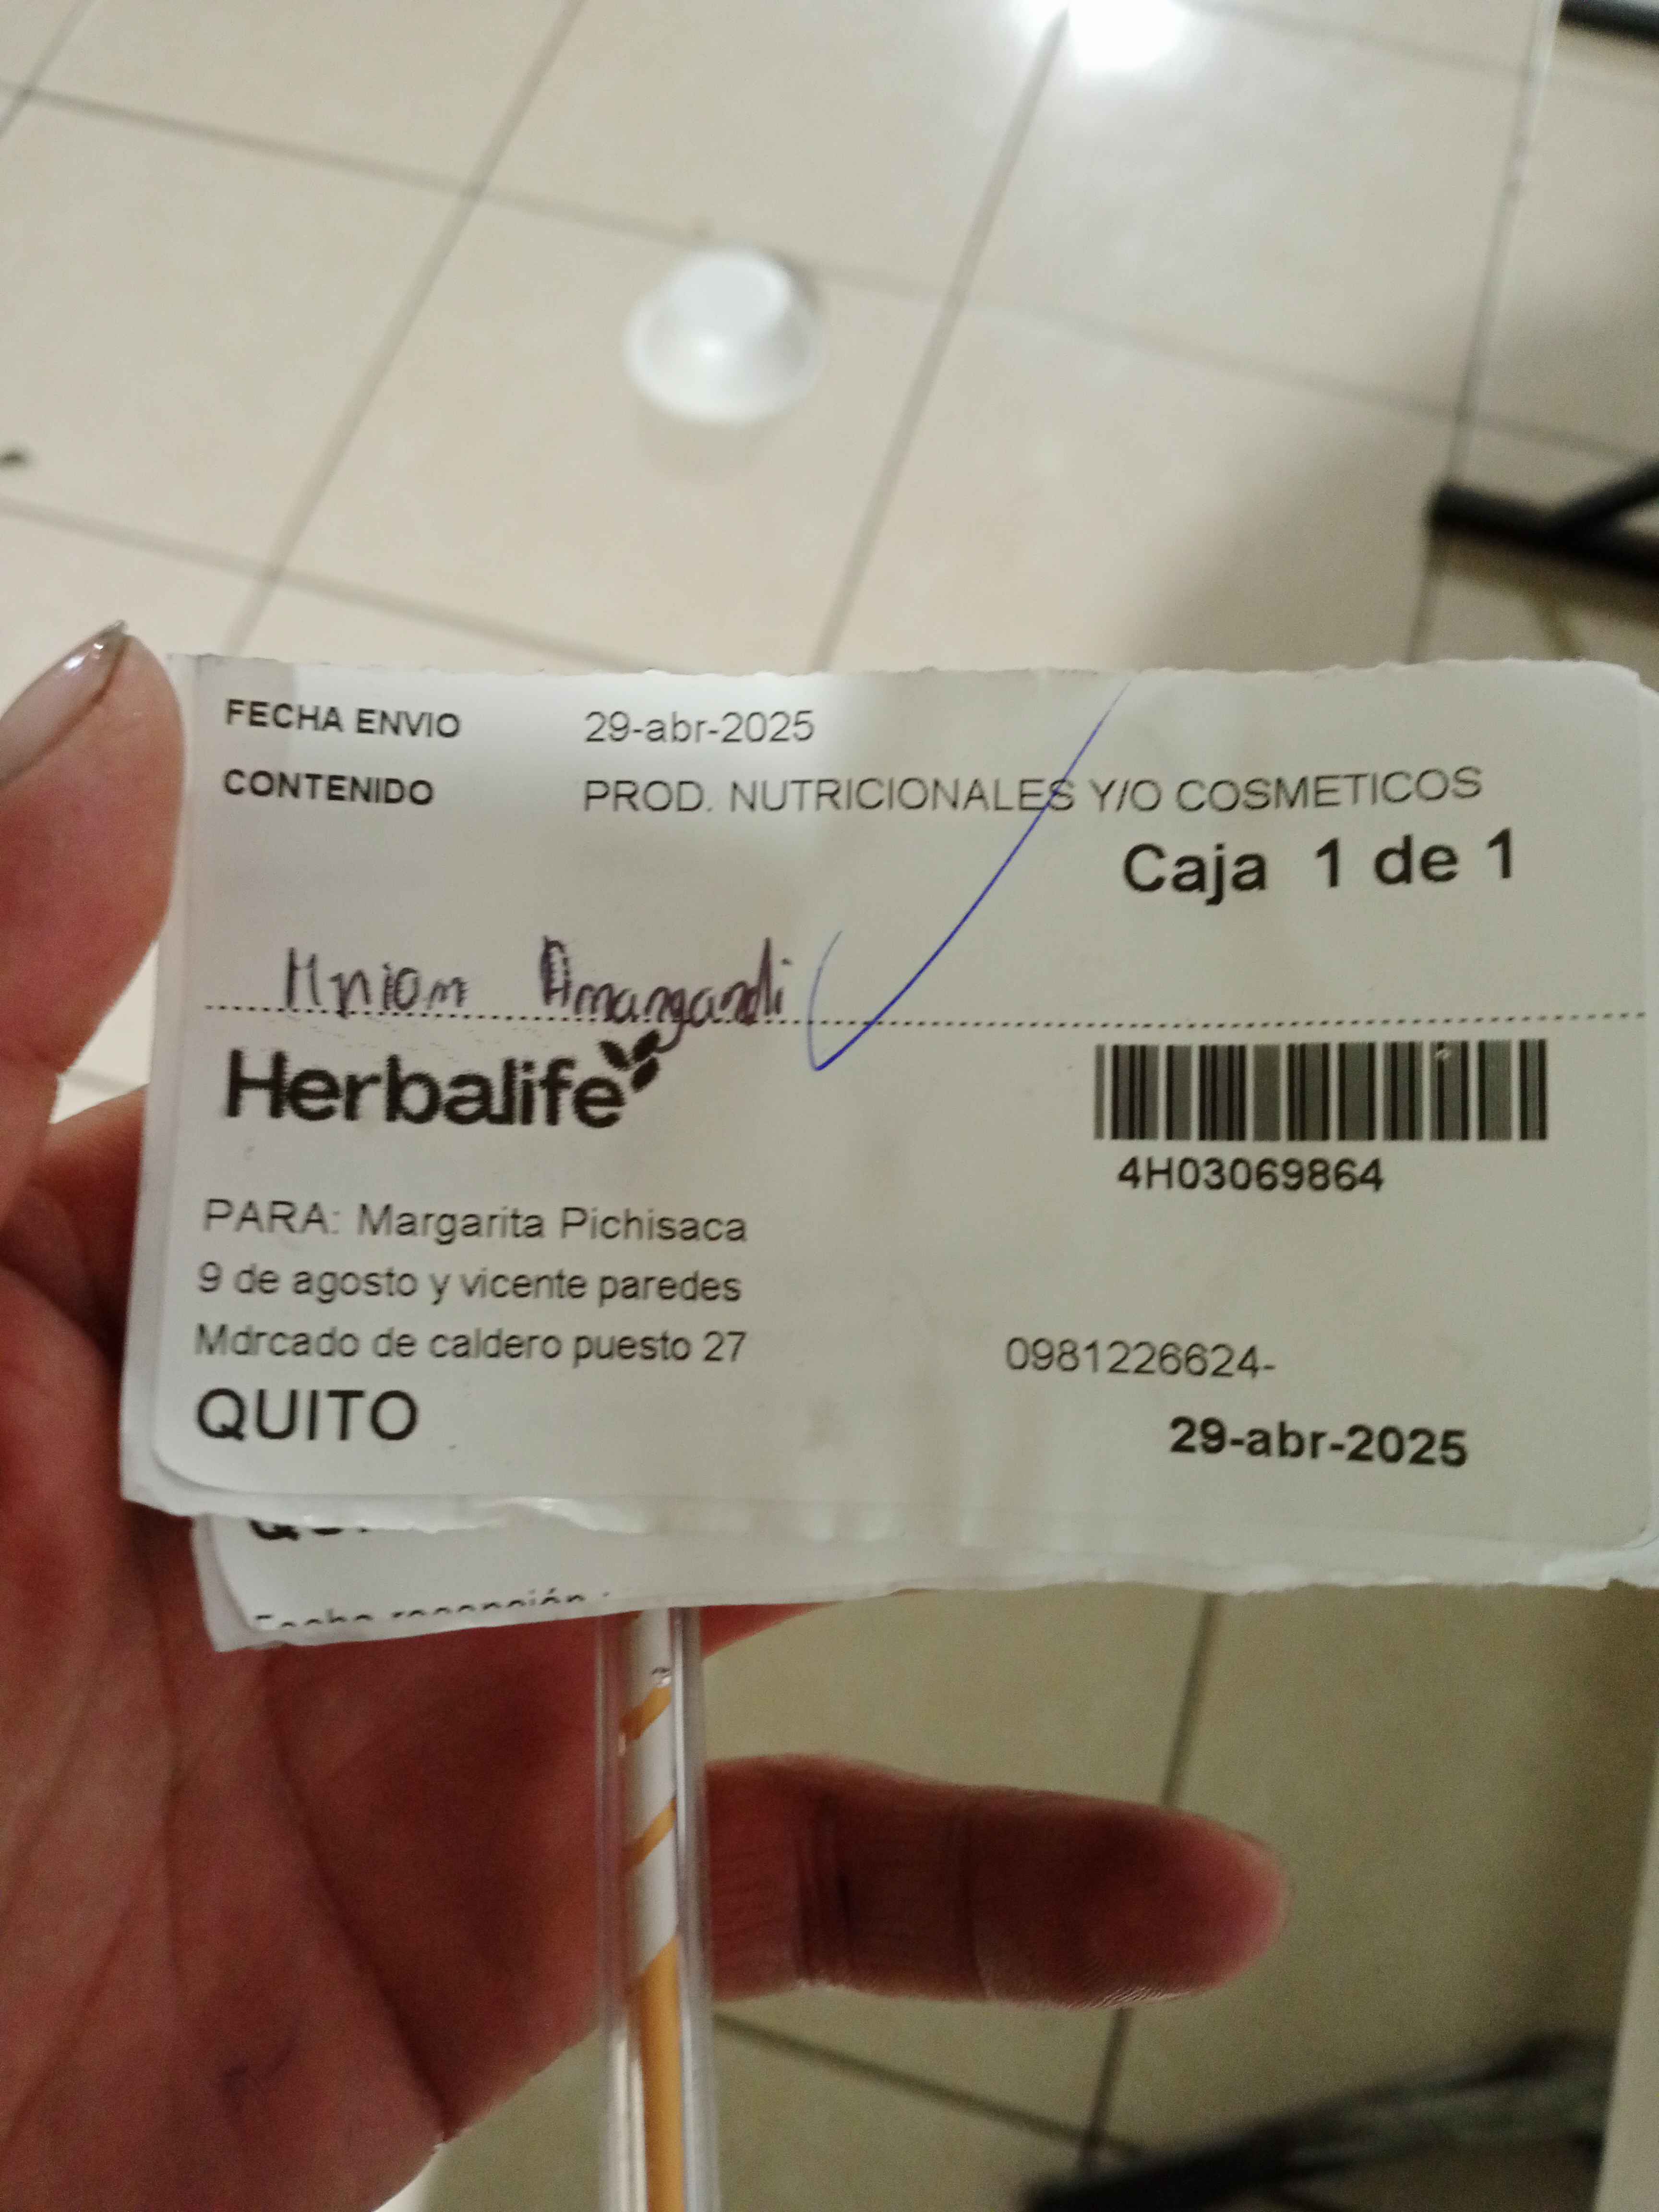 FECHA ENVIO 29-abr-2025
CONTENIDO PROD. NUTRICIONALES Y/O COSMETICOS
Caja 1 de 1
Herbalife
4H03069864
PARA: Margarita Pichisaca
9 de agosto y vicente paredes
Mdrcado de caldero puesto 27
0981226624-
QUITO
29-abr-2025